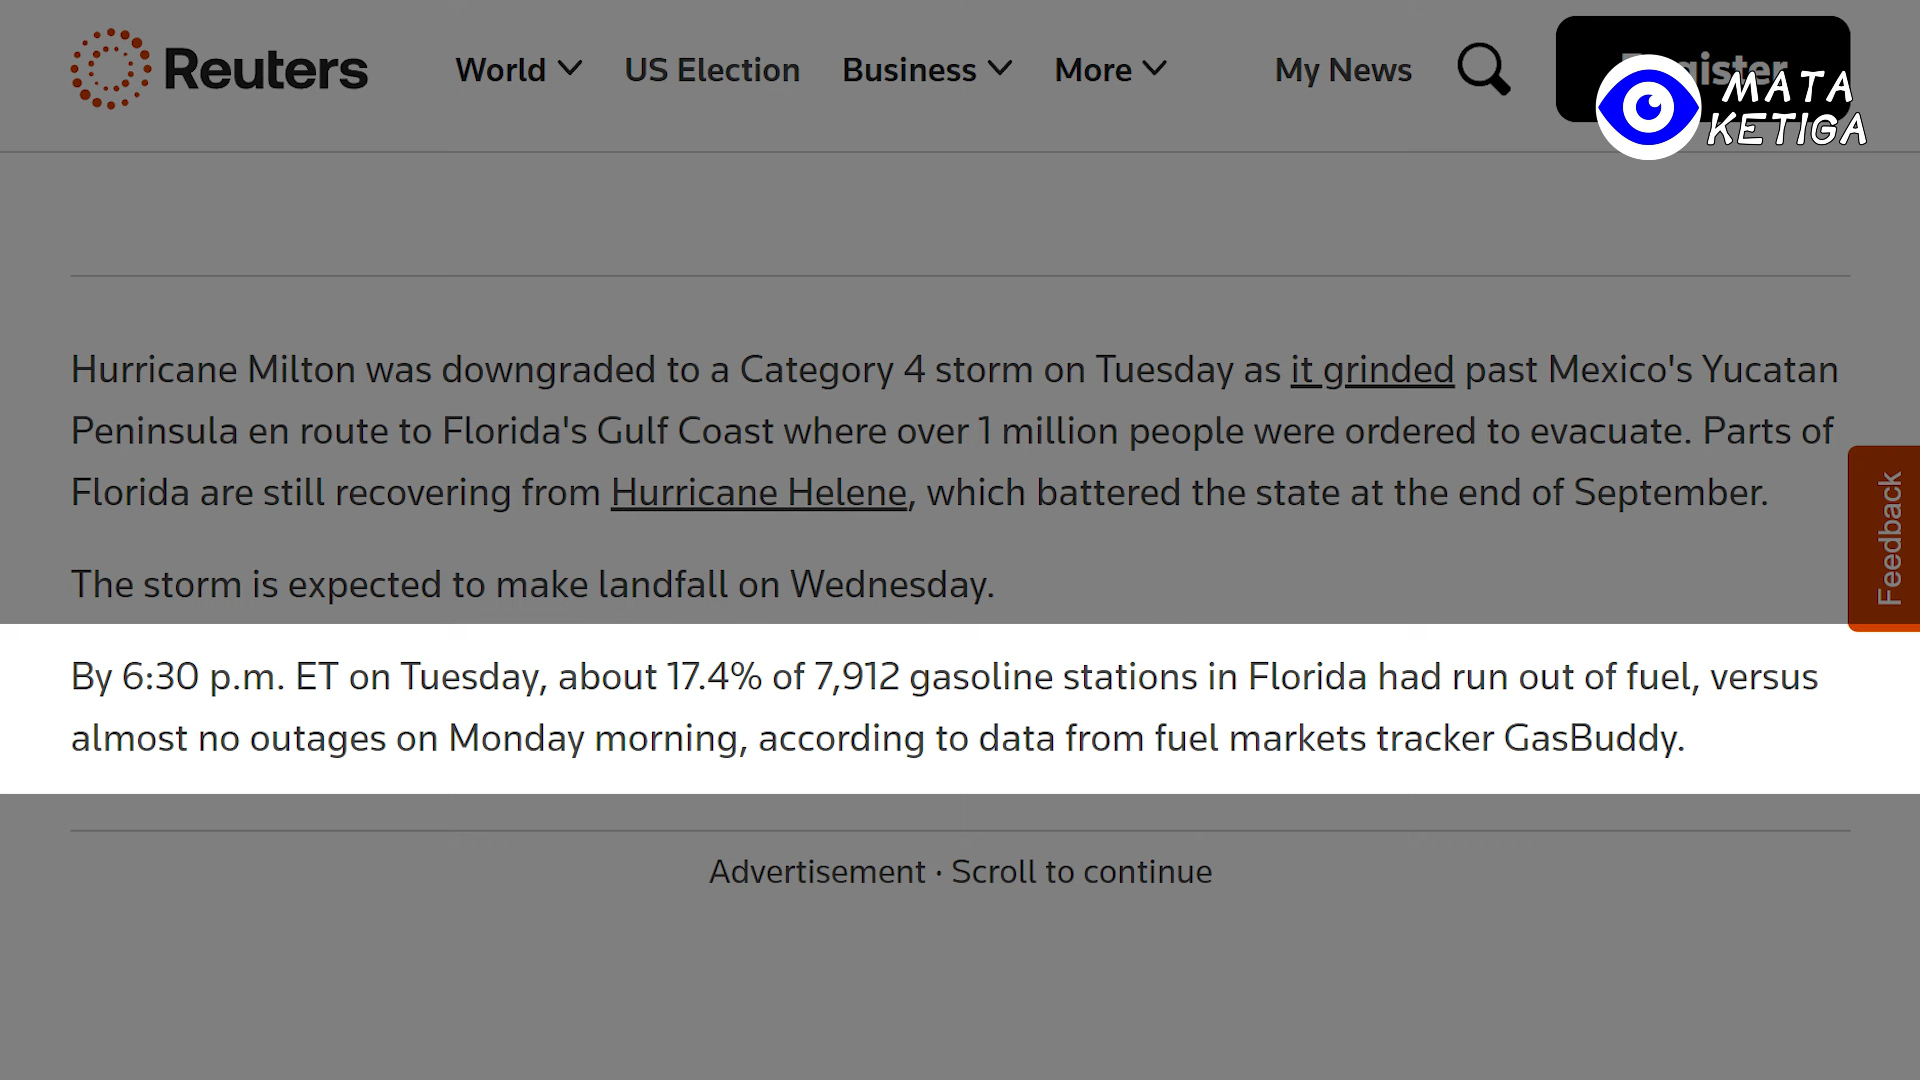 Reuters World US Election Business More My News Register
MATA
KETIGA
Hurricane Milton was downgraded to a Category 4 storm on Tuesday as it grinded past Mexico's Yucatan
Peninsula en route to Florida's Gulf Coast where over 1 million people were ordered to evacuate. Parts of
Florida are still recovering from Hurricane Helene, which battered the state at the end of September.
Feedback
The storm is expected to make landfall on Wednesday.
By 6:30 p.m. ET on Tuesday, about 17.4% of 7,912 gasoline stations in Florida had run out of fuel, versus
almost no outages on Monday morning, according to data from fuel markets tracker GasBuddy.
Advertisement · Scroll to continue